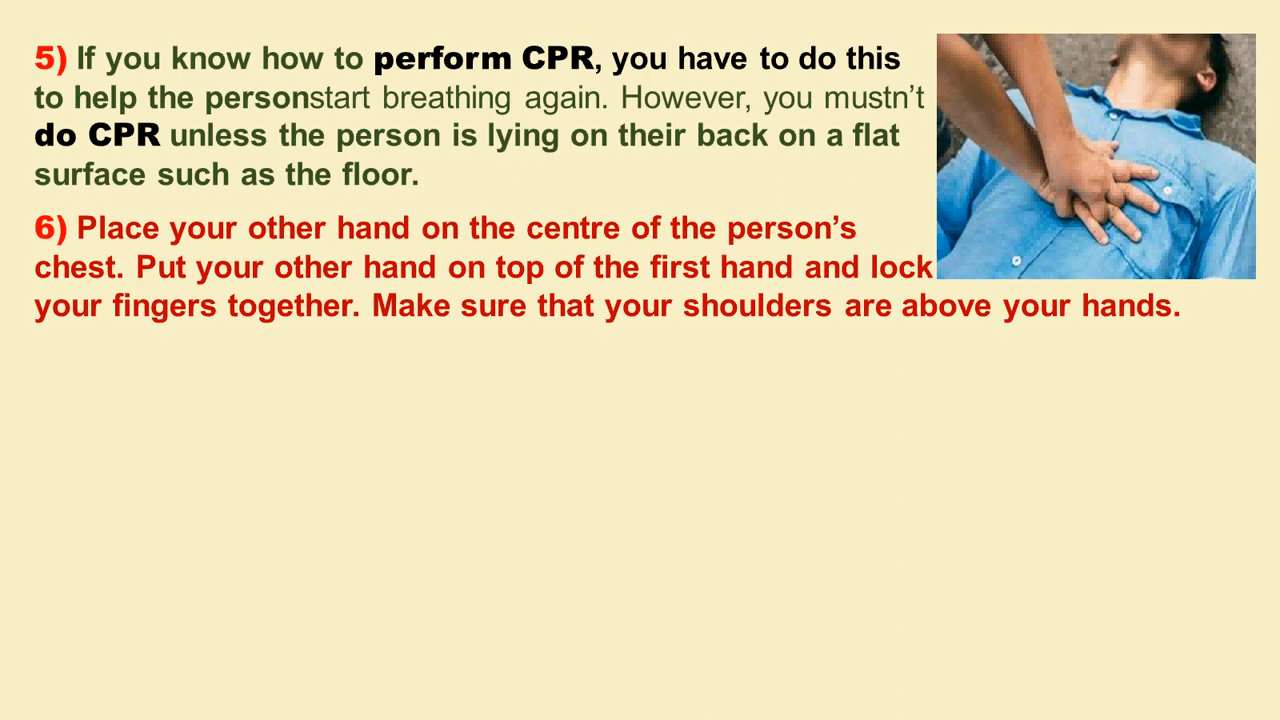 5) If you know how to perform CPR, you have to do this
to help the personstart breathing again. However, you mustn’t
do CPR unless the person is lying on their back on a flat
surface such as the floor.
6) Place your other hand on the centre of the person’s
chest. Put your other hand on top of the first hand and lock
your fingers together. Make sure that your shoulders are above your hands.